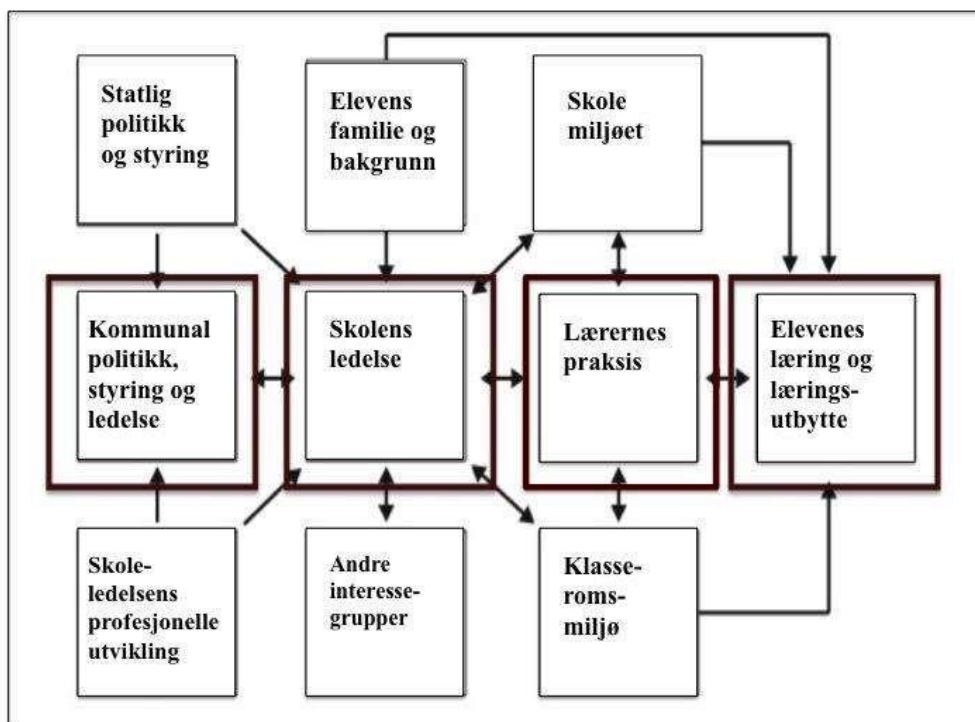 Statlig
politikk
og styring
Elevens
familie og
bakgrunn
Skole
miljøet
Kommunal
politikk,
styring og
ledelse
Skolens
ledelse
Lærernes
praksis
Elevenes
læring og
lærings-
utbytte
Skole-
ledelsens
profesjonelle
utvikling
Andre
interesse-
grupper
Klasse-
roms-
miljø